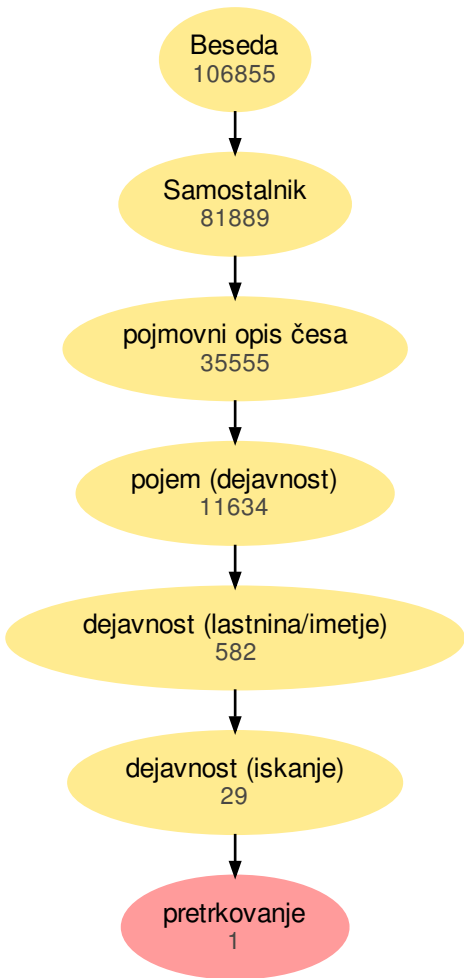 Beseda
106855
Samostalnik
81889
pojmovni opis česa
35555
pojem (dejavnost)
11634
dejavnost (lastnina/imetje)
582
dejavnost (iskanje)
29
pretrkovanje
1